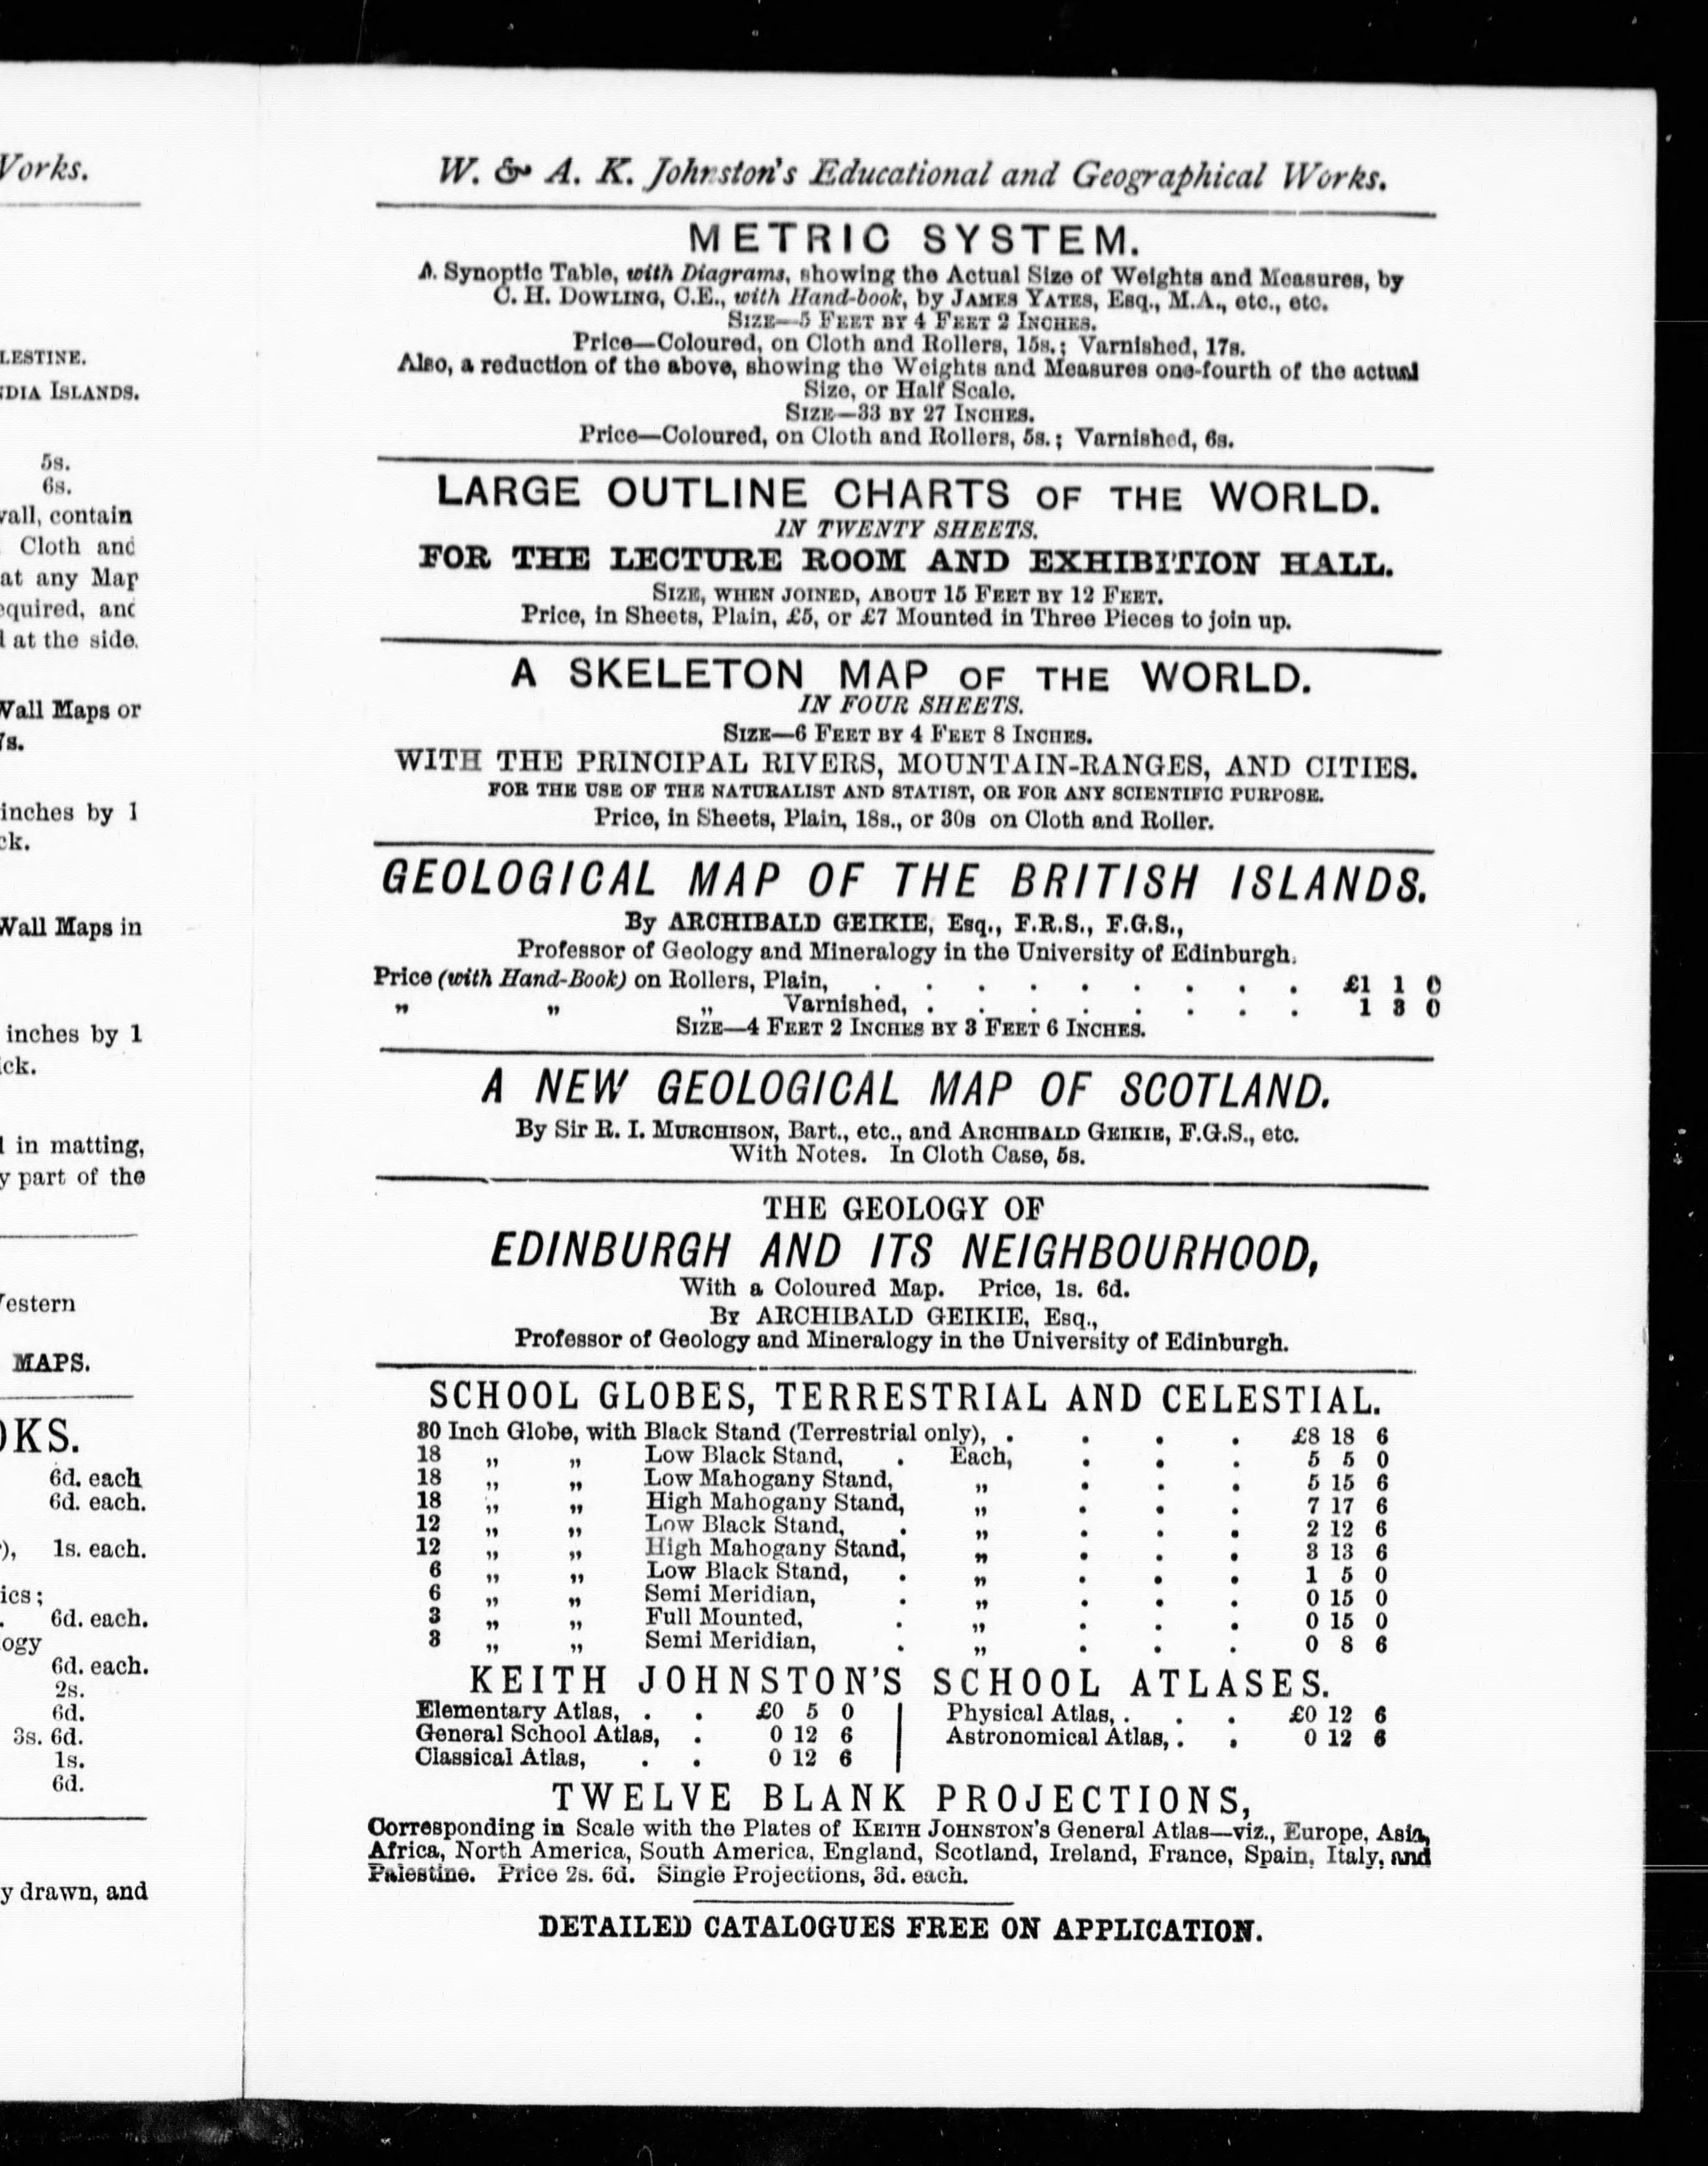 Works.
LESTINE.
DIA ISLANDS.
5s.
6s.
wall, contain
Cloth and
at any Map
equired, and
at the side.
Wall Maps or
7s.
inches by 1
ck.
Wall Maps in
inches by 1
ick.
in matting,
y part of the
Western
MAPS.
OKS.
6d. each
6d. each.
), 1s. each.
ics;
. 6d. each.
ogy
6d. each.
2s.
6d.
3s. 6d.
1s.
6d.
y drawn, and
W. & A. K. Johnston's Educational and Geographical Works.
METRIC SYSTEM.
A Synoptic Table, with Diagrams, showing the Actual Size of Weights and Measures, by
C. H. DOWLING, C.E., with Hand-book, by JAMES YATES, Esq., M.A., etc., etc.
SIZE—5 FEET BY 4 FEET 2 INCHES.
Price—Coloured, on Cloth and Rollers, 15s.; Varnished, 17s.
Also, a reduction of the above, showing the Weights and Measures one-fourth of the actual
Size, or Half Scale.
SIZE—33 BY 27 INCHES.
Price—Coloured, on Cloth and Rollers, 5s.; Varnished, 6s.
LARGE OUTLINE CHARTS OF THE WORLD.
IN TWENTY SHEETS.
FOR THE LECTURE ROOM AND EXHIBITION HALL.
SIZE, WHEN JOINED, ABOUT 15 FEET BY 12 FEET.
Price, in Sheets, Plain, £5, or £7 Mounted in Three Pieces to join up.
A SKELETON MAP OF THE WORLD.
IN FOUR SHEETS.
SIZE—6 FEET BY 4 FEET 8 INCHES.
WITH THE PRINCIPAL RIVERS, MOUNTAIN-RANGES, AND CITIES.
FOR THE USE OF THE NATURALIST AND STATIST, OR FOR ANY SCIENTIFIC PURPOSE.
Price, in Sheets, Plain, 18s., or 30s on Cloth and Roller.
GEOLOGICAL MAP OF THE BRITISH ISLANDS.
By ARCHIBALD GEIKIE, Esq., F.R.S., F.G.S.,
Professor of Geology and Mineralogy in the University of Edinburgh.
Price (with Hand-Book) on Rollers, Plain, . . . . . . . . . £1 1 0
„ „ „ Varnished, . . . . . . . . 1 3 0
SIZE—4 FEET 2 INCHES BY 3 FEET 6 INCHES.
A NEW GEOLOGICAL MAP OF SCOTLAND.
By Sir R. I. MURCHISON, Bart., etc., and ARCHIBALD GEIKIE, F.G.S., etc.
With Notes. In Cloth Case, 5s.
THE GEOLOGY OF
EDINBURGH AND ITS NEIGHBOURHOOD,
With a Coloured Map. Price, 1s. 6d.
BY ARCHIBALD GEIKIE, Esq.,
Professor of Geology and Mineralogy in the University of Edinburgh.
SCHOOL GLOBES, TERRESTRIAL AND CELESTIAL.
30 Inch Globe, with Black Stand (Terrestrial only), . . . . £8 18 6
18 „ „ Low Black Stand, . Each, . . . 5 5 0
18 „ „ Low Mahogany Stand, „ . . . 5 15 6
18 „ „ High Mahogany Stand, „ . . . 7 17 6
12 „ „ Low Black Stand, . „ . . . 2 12 6
12 „ „ High Mahogany Stand, „ . . . 3 13 6
6 „ „ Low Black Stand, . „ . . . 1 5 0
6 „ „ Semi Meridian, . „ . . . 0 15 0
3 „ „ Full Mounted, . „ . . . 0 15 0
3 „ „ Semi Meridian, . „ . . . 0 8 6
KEITH JOHNSTON'S SCHOOL ATLASES.
Elementary Atlas, . . £0 5 0
General School Atlas, . 0 12 6
Classical Atlas, . . 0 12 6
Physical Atlas, . . . £0 12 6
Astronomical Atlas, . . 0 12 6
TWELVE BLANK PROJECTIONS,
Corresponding in Scale with the Plates of KEITH JOHNSTON'S General Atlas—viz., Europe, Asia,
Africa, North America, South America, England, Scotland, Ireland, France, Spain, Italy, and
Palestine. Price 2s. 6d. Single Projections, 3d. each.
DETAILED CATALOGUES FREE ON APPLICATION.